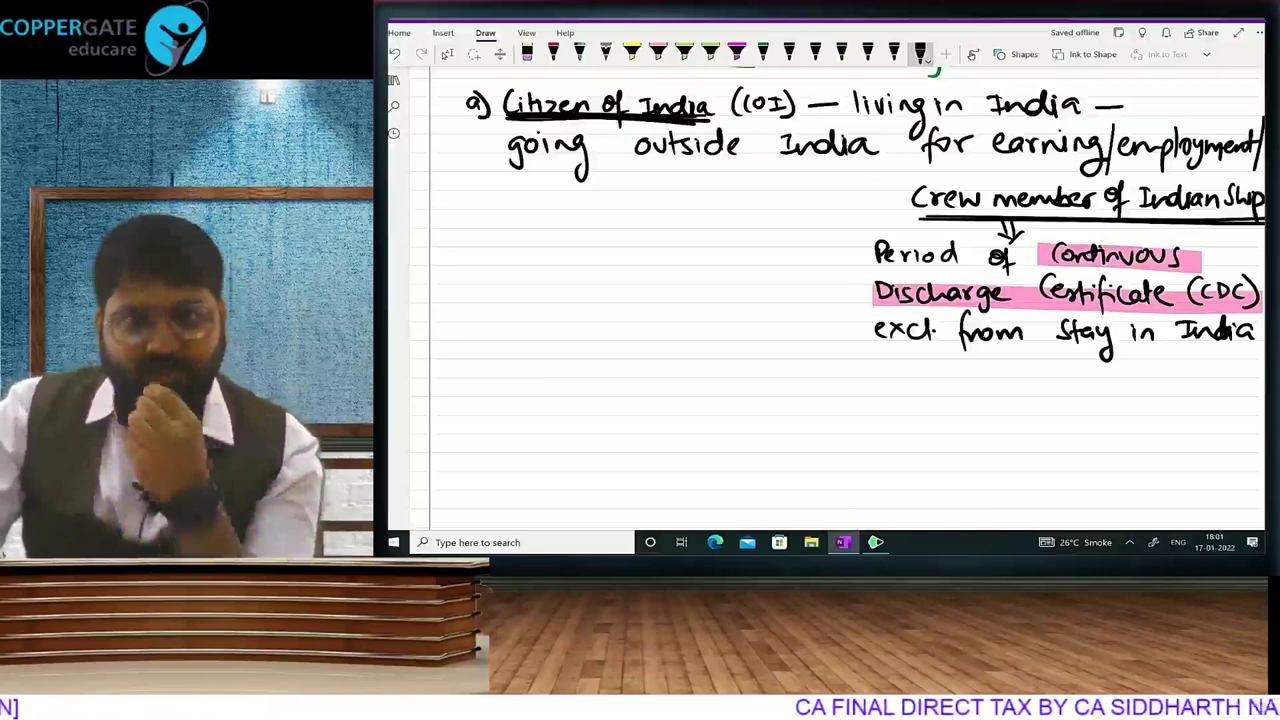 COPPERGATE
educare
Home Insert Draw View Help
Saved offline
Share
Shapes
Ink to Shape
Ink to Text
a) Citizen of India (COI) — living in India —
going outside India for earning/employment/
Crew member of Indian Ship
⇓
Period of Continuous
Discharge Certificate (CDC)
excl. from stay in India
Type here to search
26°C Smoke
ENG
18:01
17-01-2022
N]
CA FINAL DIRECT TAX BY CA SIDDHARTH NA